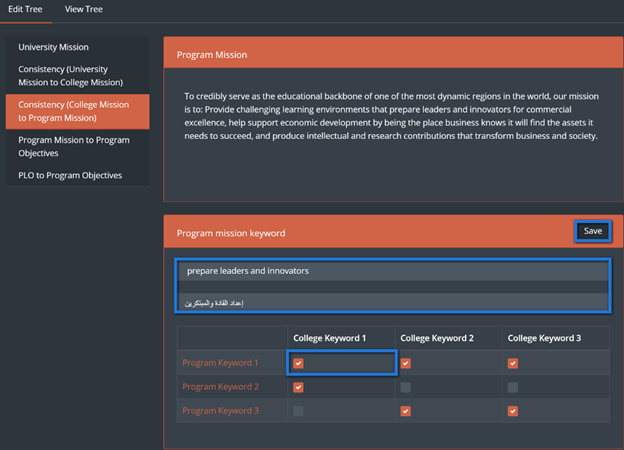 Edit Tree
View Tree
University Mission
Consistency (University
Mission to College Mission)
Consistency (College Mission
to Program Mission)
Program Mission to Program
Objectives
PLO to Program Objectives
Program Mission
To credibly serve as the educational backbone of one of the most dynamic regions in the world, our mission
is to: Provide challenging learning environments that prepare leaders and innovators for commercial
excellence, help support economic development by being the place business knows it will find the assets it
needs to succeed, and produce intellectual and research contributions that transform business and society.
Program mission keyword
Save
prepare leaders and innovators
إعداد القادة والمبتكرين
College Keyword 1 College Keyword 2 College Keyword 3
Program Keyword 1
Program Keyword 2
Program Keyword 3